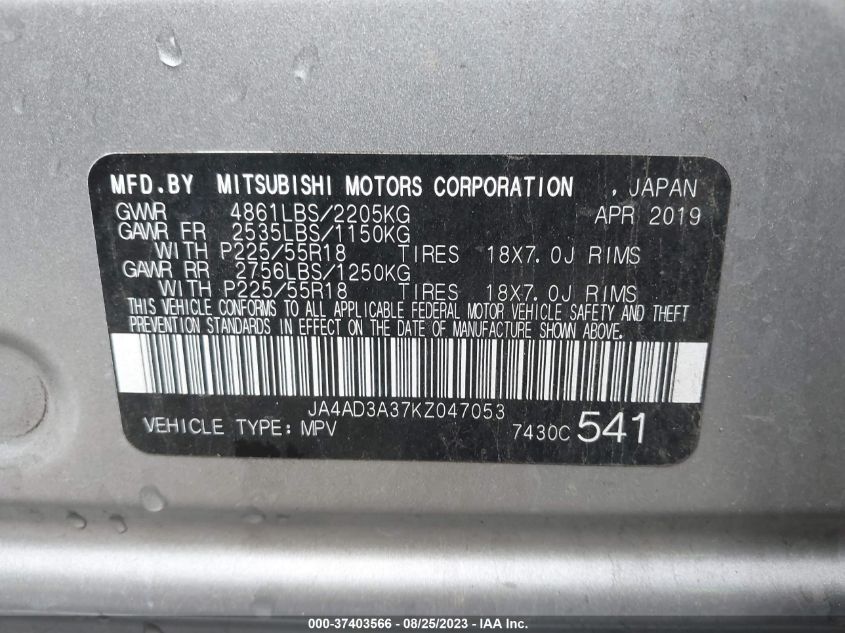 MFD.BY MITSUBISHI MOTORS CORPORATION , JAPAN
GVWR 4861LBS/2205KG APR 2019
GAWR FR 2535LBS/1150KG
WITH P225/55R18 TIRES 18X7.0J RIMS
GAWR RR 2756LBS/1250KG
WITH P225/55R18 TIRES 18X7.0J RIMS
THIS VEHICLE CONFORMS TO ALL APPLICABLE FEDERAL MOTOR VEHICLE SAFETY AND THEFT
PREVENTION STANDARDS IN EFFECT ON THE DATE OF MANUFACTURE SHOWN ABOVE.
JA4AD3A37KZ047053
VEHICLE TYPE: MPV 7430C 541
000-37403566 - 08/25/2023 - IAA Inc.